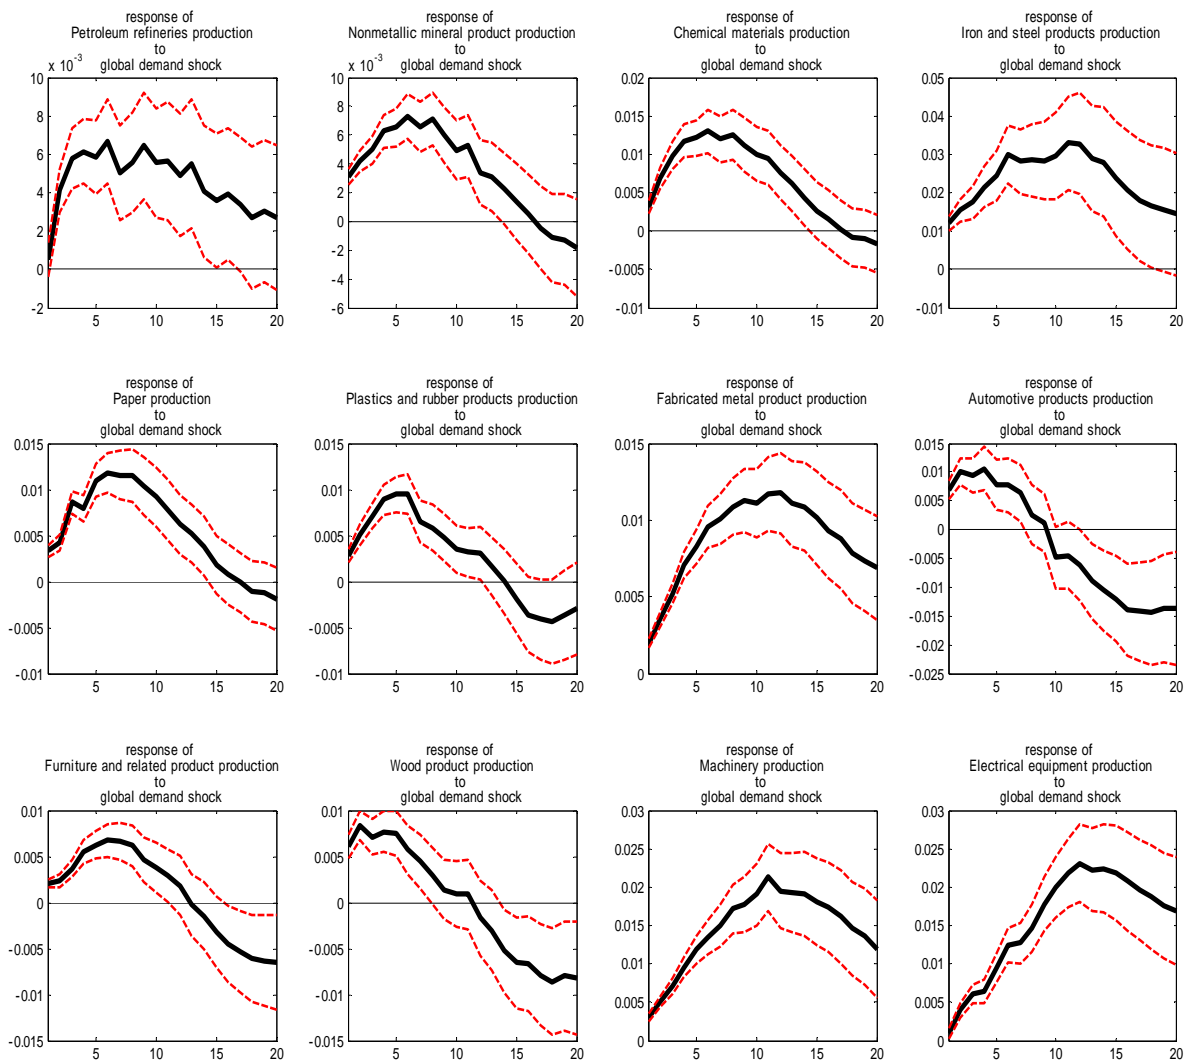 response of
Petroleum refineries production
to
global demand shock
x 10^-3
10
8
6
4
2
0
-2
5
10
15
20
response of
Nonmetallic mineral product production
to
global demand shock
x 10^-3
10
8
6
4
2
0
-2
-4
-6
5
10
15
20
response of
Chemical materials production
to
global demand shock
0.02
0.015
0.01
0.005
0
-0.005
-0.01
5
10
15
20
response of
Iron and steel products production
to
global demand shock
0.05
0.04
0.03
0.02
0.01
0
-0.01
5
10
15
20
response of
Paper production
to
global demand shock
0.015
0.01
0.005
0
-0.005
-0.01
5
10
15
20
response of
Plastics and rubber products production
to
global demand shock
0.015
0.01
0.005
0
-0.005
-0.01
5
10
15
20
response of
Fabricated metal product production
to
global demand shock
0.015
0.01
0.005
0
5
10
15
20
response of
Automotive products production
to
global demand shock
0.015
0.01
0.005
0
-0.005
-0.01
-0.015
-0.02
-0.025
5
10
15
20
response of
Furniture and related product production
to
global demand shock
0.01
0.005
0
-0.005
-0.01
-0.015
5
10
15
20
response of
Wood product production
to
global demand shock
0.01
0.005
0
-0.005
-0.01
-0.015
5
10
15
20
response of
Machinery production
to
global demand shock
0.03
0.025
0.02
0.015
0.01
0.005
0
5
10
15
20
response of
Electrical equipment production
to
global demand shock
0.03
0.025
0.02
0.015
0.01
0.005
0
5
10
15
20